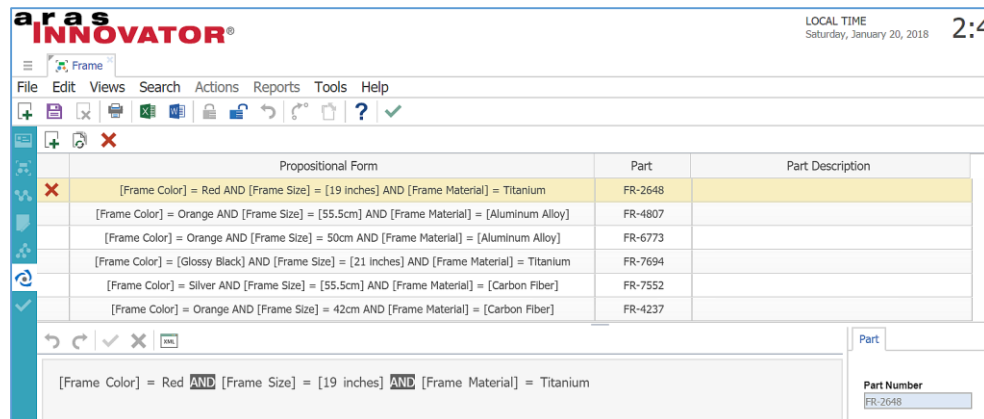 aras
INNOVATOR®
LOCAL TIME
Saturday, January 20, 2018
2:4
Frame
File Edit Views Search Actions Reports Tools Help
Propositional Form Part Part Description
[Frame Color] = Red AND [Frame Size] = [19 inches] AND [Frame Material] = Titanium FR-2648
[Frame Color] = Orange AND [Frame Size] = [55.5cm] AND [Frame Material] = [Aluminum Alloy] FR-4807
[Frame Color] = Orange AND [Frame Size] = 50cm AND [Frame Material] = [Aluminum Alloy] FR-6773
[Frame Color] = [Glossy Black] AND [Frame Size] = [21 inches] AND [Frame Material] = Titanium FR-7694
[Frame Color] = Silver AND [Frame Size] = [55.5cm] AND [Frame Material] = [Carbon Fiber] FR-7552
[Frame Color] = Orange AND [Frame Size] = 42cm AND [Frame Material] = [Carbon Fiber] FR-4237
XML
Part
[Frame Color] = Red AND [Frame Size] = [19 inches] AND [Frame Material] = Titanium
Part Number
FR-2648